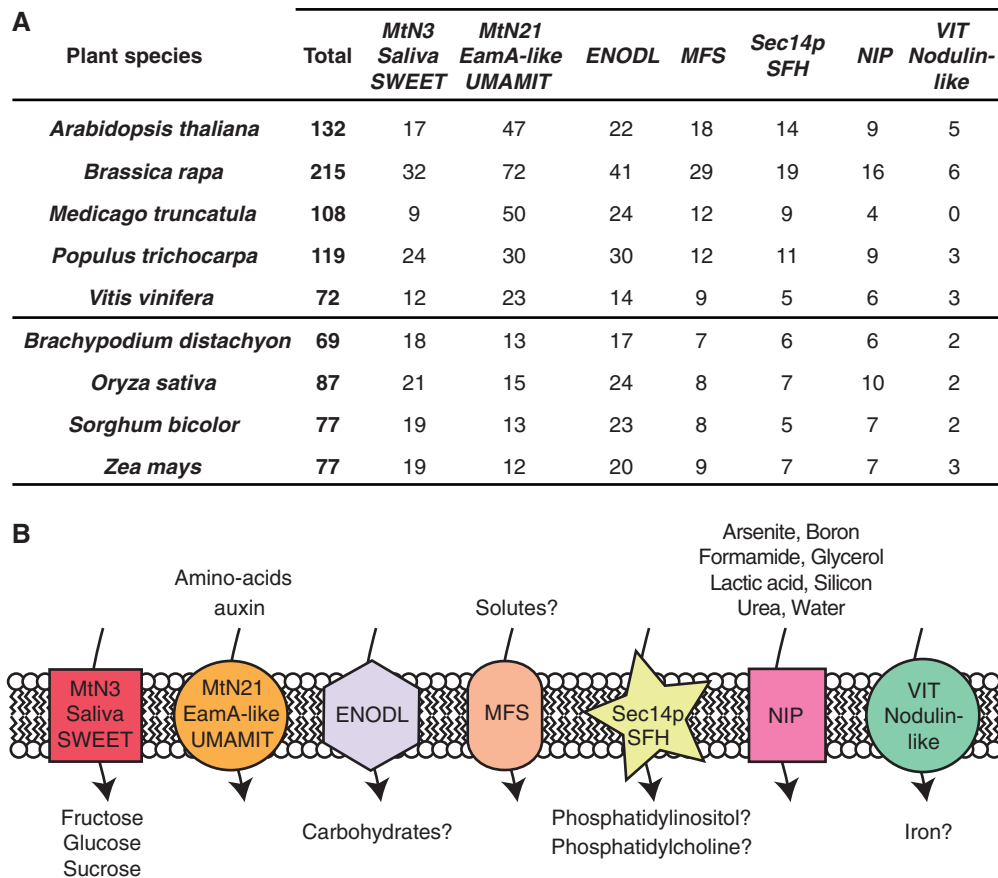 A
Plant species Total MtN3 Saliva SWEET MtN21 EamA-like UMAMIT ENODL MFS Sec14p SFH NIP VIT Nodulin-like
Arabidopsis thaliana 132 17 47 22 18 14 9 5
Brassica rapa 215 32 72 41 29 19 16 6
Medicago truncatula 108 9 50 24 12 9 4 0
Populus trichocarpa 119 24 30 30 12 11 9 3
Vitis vinifera 72 12 23 14 9 5 6 3
Brachypodium distachyon 69 18 13 17 7 6 6 2
Oryza sativa 87 21 15 24 8 7 10 2
Sorghum bicolor 77 19 13 23 8 5 7 2
Zea mays 77 19 12 20 9 7 7 3
B
Amino-acids
auxin
Solutes?
Arsenite, Boron
Formamide, Glycerol
Lactic acid, Silicon
Urea, Water
MtN3
Saliva
SWEET
MtN21
EamA-like
UMAMIT
ENODL
MFS
Sec14p
SFH
NIP
VIT
Nodulin-
like
Fructose
Glucose
Sucrose
Carbohydrates?
Phosphatidylinositol?
Phosphatidylcholine?
Iron?